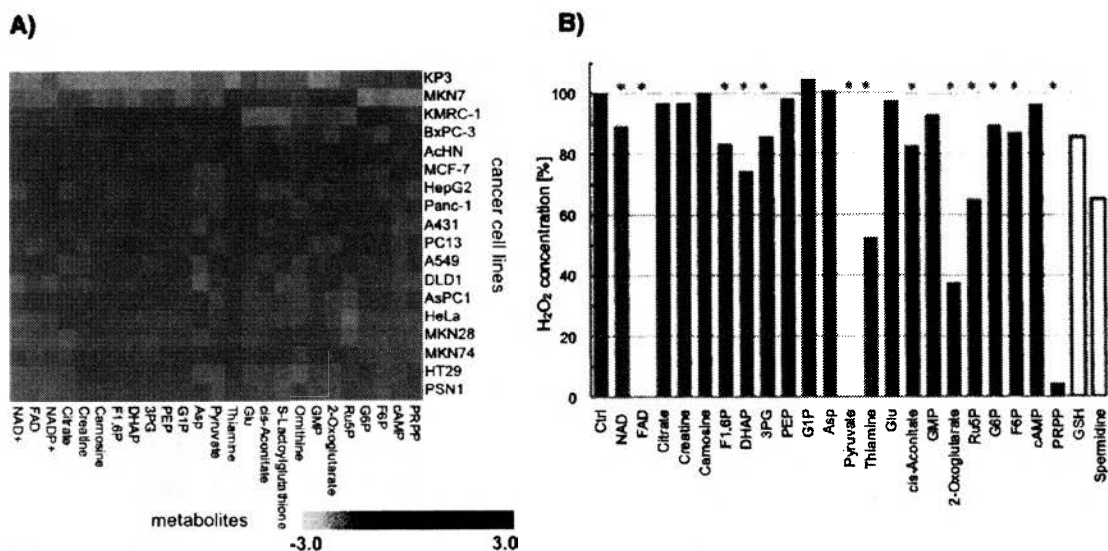 A)
KP3
MKN7
KMRC-1
BxPC-3
AcHN
MCF-7
HepG2
Panc-1
A431
PC13
A549
DLD1
AsPC1
HeLa
MKN28
MKN74
HT29
PSN1
cancer cell lines
NAD+
FAD
NADP+
Citrate
Creatine
Carnosine
F1,6P
DHAP
3PG
PEP
G1P
Asp
Pyruvate
Thiamine
Glu
cis-Aconitate
S-Lactoylglutathione
Ornithine
GMP
2-Oxoglutarate
Ru5P
G6P
F6P
cAMP
PRPP
metabolites
-3.0 3.0
B)
H₂O₂ concentration [%]
100
80
60
40
20
0
* * * * * * * * * * * * *
Ctrl
NAD
FAD
Citrate
Creatine
Carnosine
F1,6P
DHAP
3PG
PEP
G1P
Asp
Pyruvate
Thiamine
Glu
cis-Aconitate
GMP
2-Oxoglutarate
Ru5P
G6P
F6P
cAMP
PRPP
GSH
Spermidine